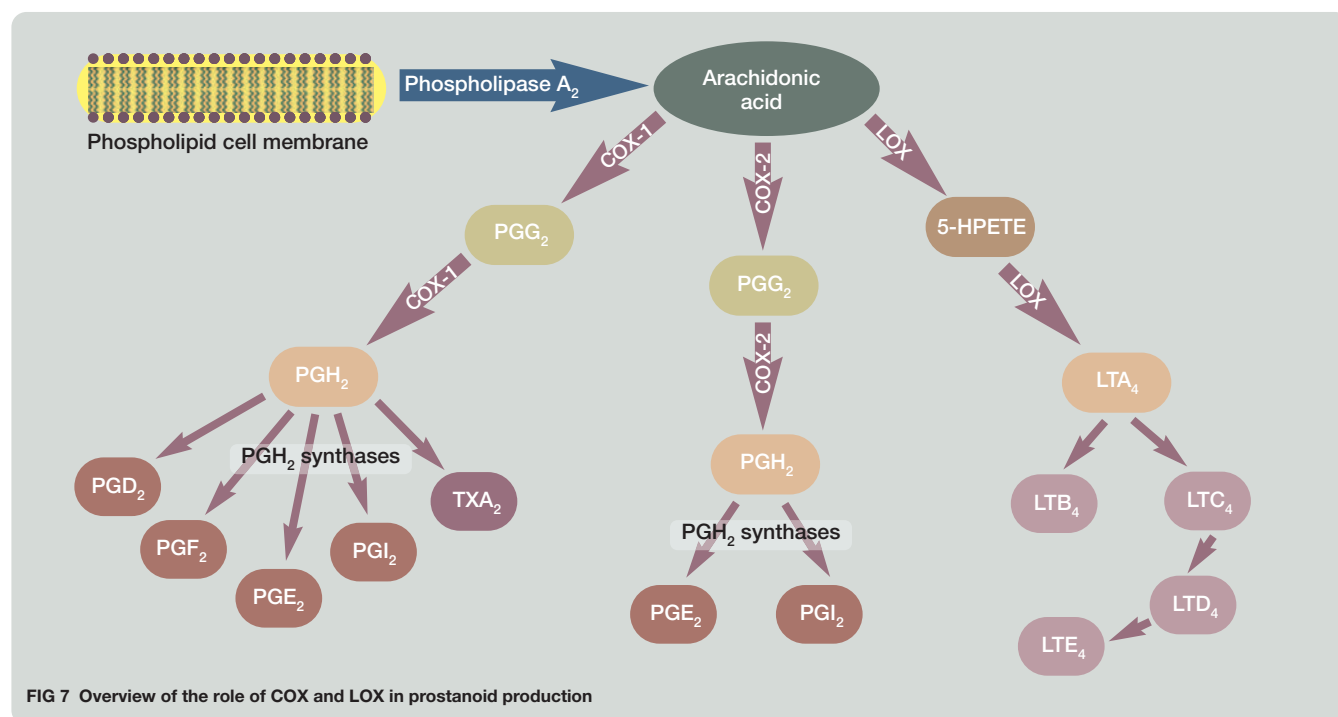 Phospholipase A₂
Arachidonic
acid
Phospholipid cell membrane
COX-1
COX-2
LOX
PGG₂
5-HPETE
COX-1
PGG₂
LOX
COX-2
PGH₂
LTA₄
PGH₂ synthases
PGH₂
PGD₂
TXA₂
LTB₄
LTC₄
PGF₂
PGI₂
PGH₂ synthases
PGE₂
PGE₂
PGI₂
LTD₄
LTE₄
FIG 7 Overview of the role of COX and LOX in prostanoid production